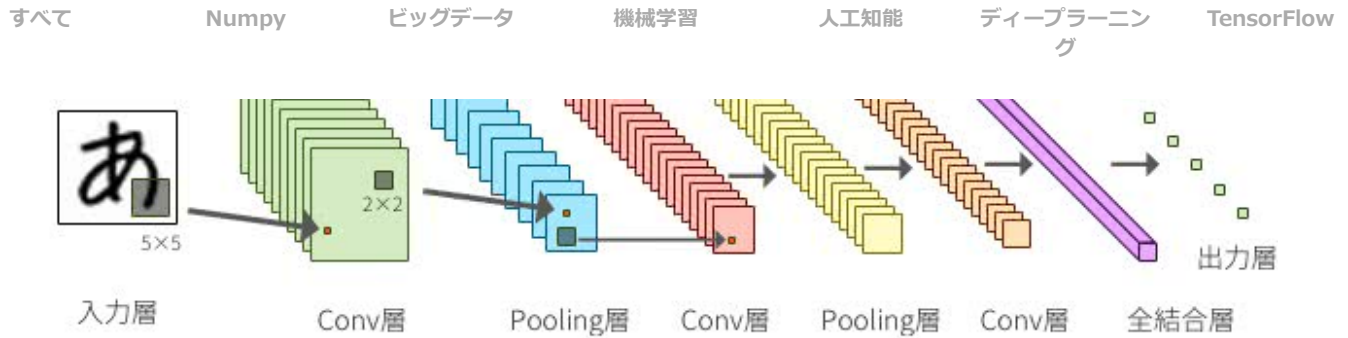 すべて
Numpy
ビッグデータ
機械学習
人工知能
ディープラーニン
グ
TensorFlow
あ
5×5
2×2
出力層
入力層
Conv層
Pooling層
Conv層
Pooling層
Conv層
全結合層